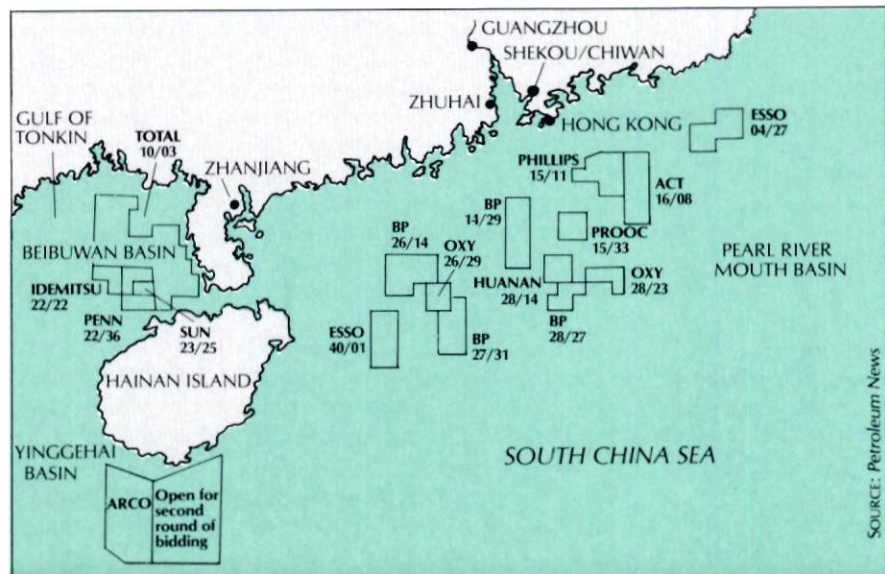 GUANGZHOU
SHEKOU/CHIWAN
ZHUHAI
HONG KONG
ESSO
04/27
GULF OF
TONKIN
TOTAL
10/03
ZHANJIANG
PHILLIPS
15/11
ACT
16/08
BP
14/29
PROOC
15/33
BP
26/14
OXY
26/29
BEIBUWAN BASIN
PEARL RIVER
MOUTH BASIN
IDEMITSU
22/22
HUANAN
28/14
OXY
28/23
PENN
22/36
SUN
23/25
ESSO
40/01
BP
27/31
BP
28/27
HAINAN ISLAND
YINGGEHAI
BASIN
SOUTH CHINA SEA
ARCO
Open for
second
round of
bidding
SOURCE: Petroleum News